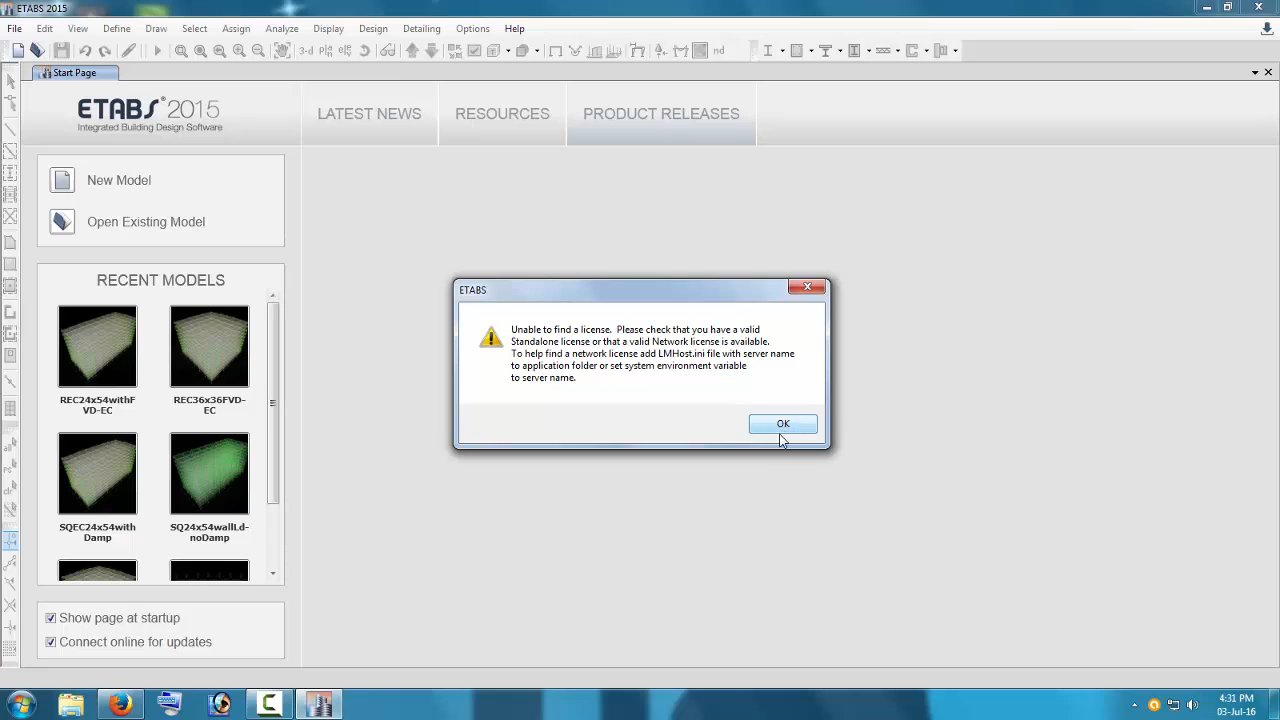 ETABS 2015
File Edit View Define Draw Select Assign Analyze Display Design Detailing Options Help
3-d
nd
Start Page
ETABS® 2015
Integrated Building Design Software
LATEST NEWS
RESOURCES
PRODUCT RELEASES
New Model
Open Existing Model
RECENT MODELS
REC24x54withF
VD-EC
REC36x36FVD-
EC
SQEC24x54with
Damp
SQ24x54wallLd-
noDamp
Show page at startup
Connect online for updates
ETABS
Unable to find a license. Please check that you have a valid
Standalone license or that a valid Network license is available.
To help find a network license add LMHost.ini file with server name
to application folder or set system environment variable
to server name.
OK
4:31 PM
03-Jul-16